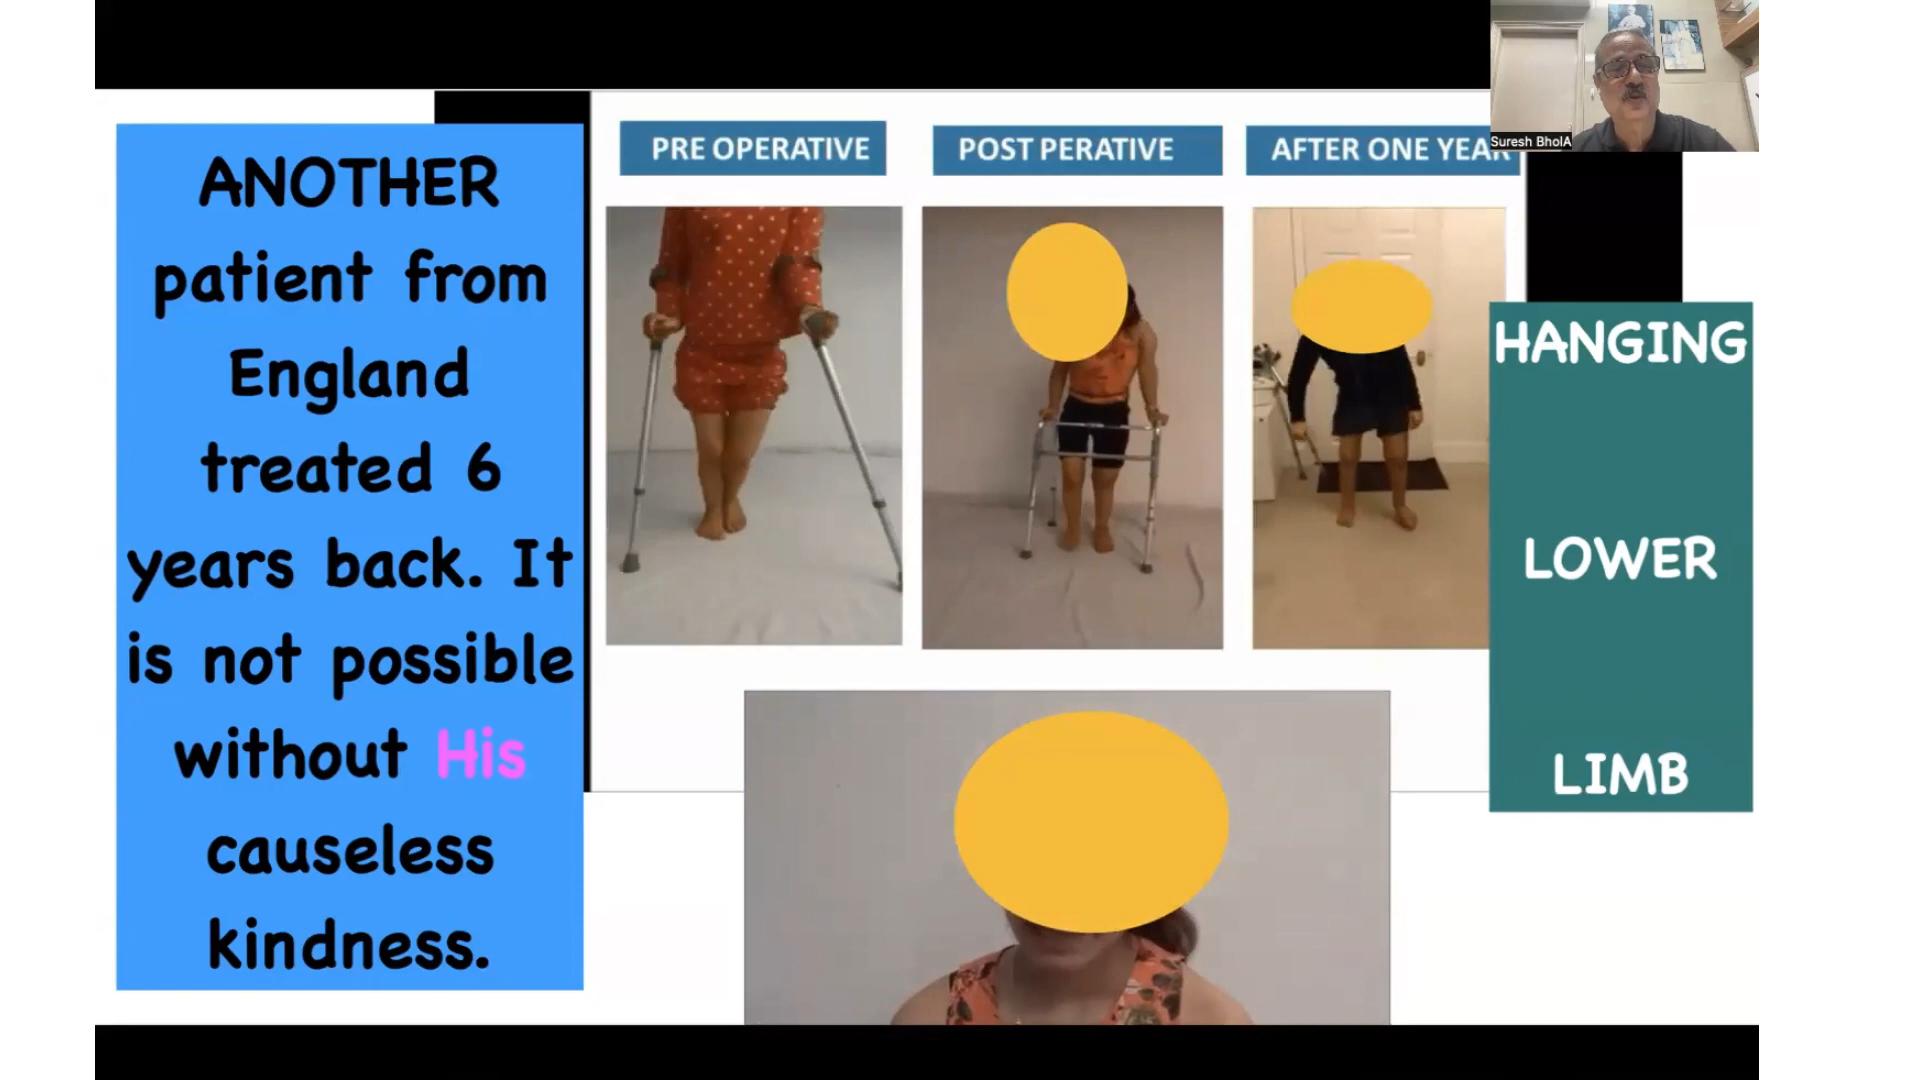 ANOTHER
patient from
England
treated 6
years back. It
is not possible
without His
causeless
kindness.
PRE OPERATIVE
POST PERATIVE
AFTER ONE YEAR
Suresh BholA
HANGING
LOWER
LIMB